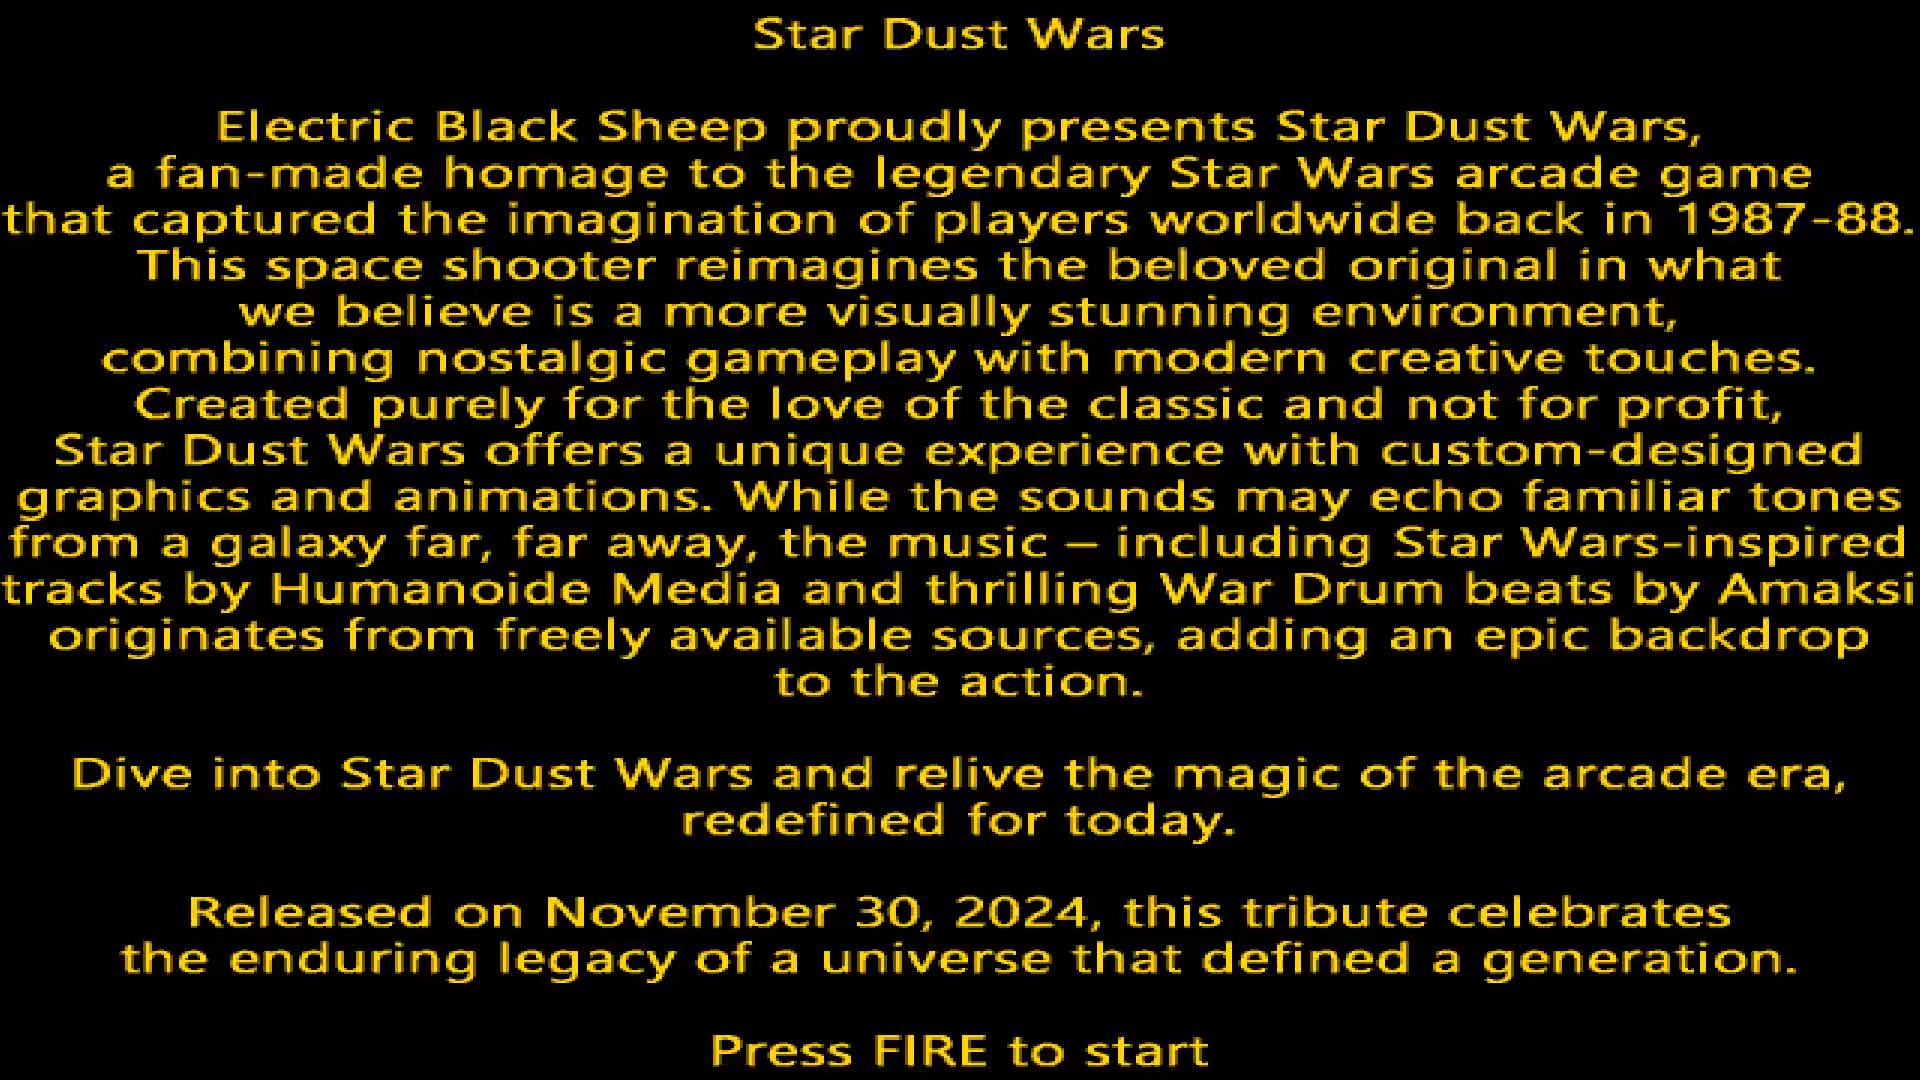 Star Dust Wars
Electric Black Sheep proudly presents Star Dust Wars,
a fan-made homage to the legendary Star Wars arcade game
that captured the imagination of players worldwide back in 1987-88.
This space shooter reimagines the beloved original in what
we believe is a more visually stunning environment,
combining nostalgic gameplay with modern creative touches.
Created purely for the love of the classic and not for profit,
Star Dust Wars offers a unique experience with custom-designed
graphics and animations. While the sounds may echo familiar tones
from a galaxy far, far away, the music – including Star Wars-inspired
tracks by Humanoide Media and thrilling War Drum beats by Amaksi
originates from freely available sources, adding an epic backdrop
to the action.
Dive into Star Dust Wars and relive the magic of the arcade era,
redefined for today.
Released on November 30, 2024, this tribute celebrates
the enduring legacy of a universe that defined a generation.
Press FIRE to start